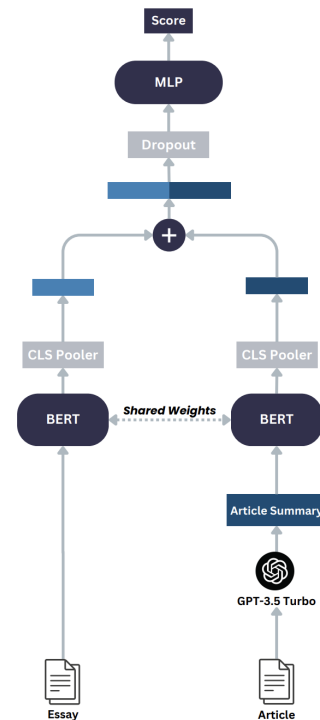 Score
MLP
Dropout
+
CLS Pooler
CLS Pooler
BERT
Shared Weights
BERT
Article Summary
GPT-3.5 Turbo
Essay
Article